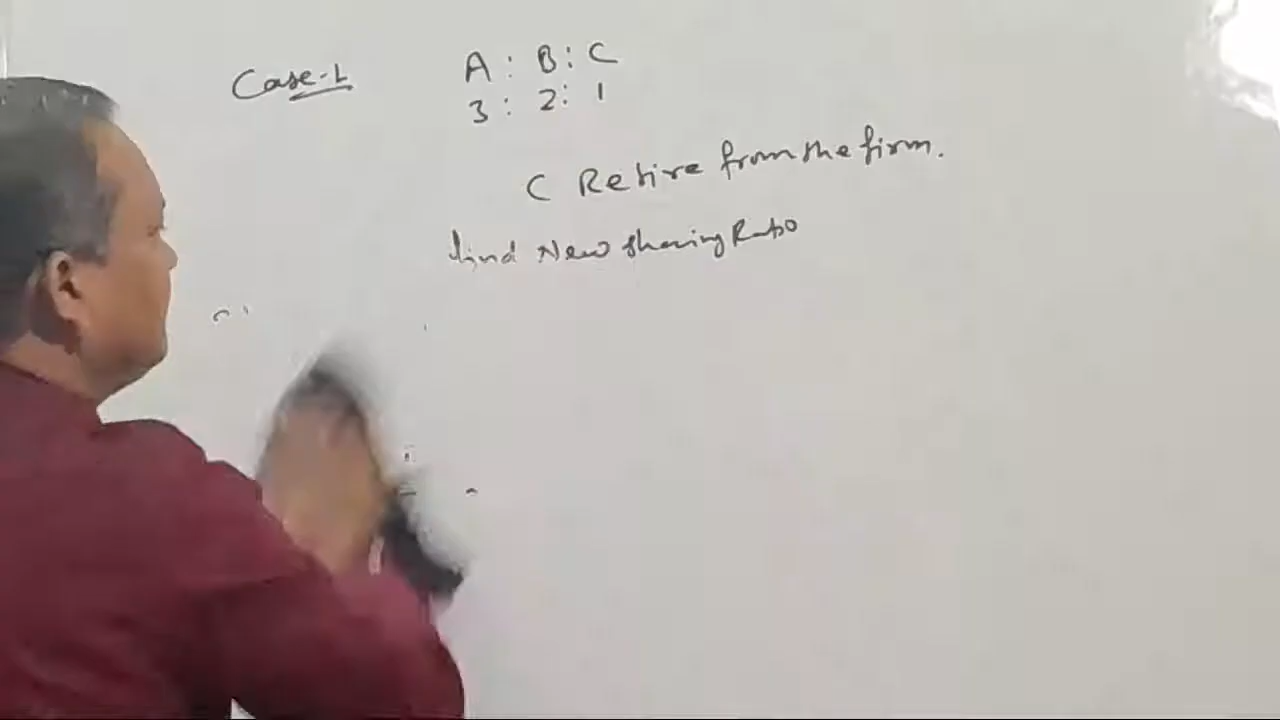 Case-1
A : B : C
3 : 2 : 1
C Retire from the firm.
find New sharing Ratio